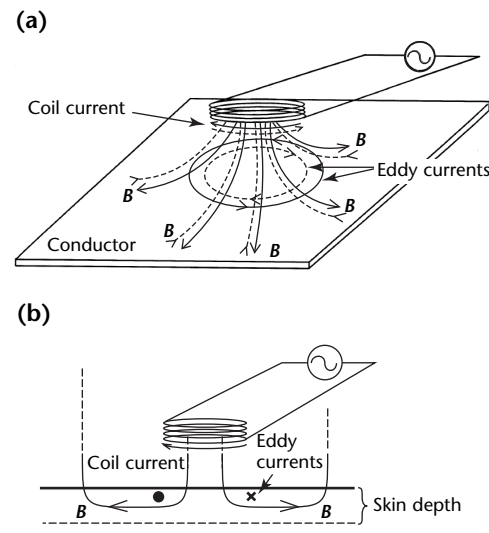 (a)
Coil current
B
Eddy currents
B
B
B
B
Conductor
(b)
Coil current
Eddy
currents
B
B
Skin depth